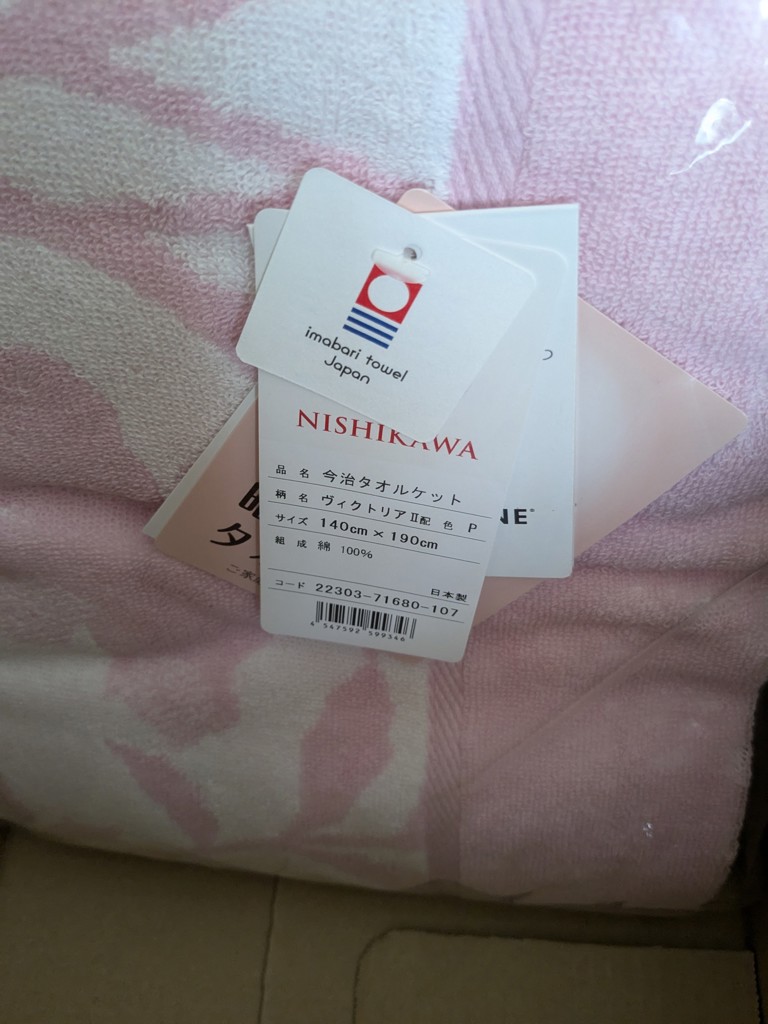 imabari towel
Japan
NISHIKAWA
品名 今治タオルケット
柄名 ヴィクトリアⅡ配色 P
サイズ 140cm × 190cm
組成 綿 100%
日本製
コード 22303-71680-107
4 547592 599346